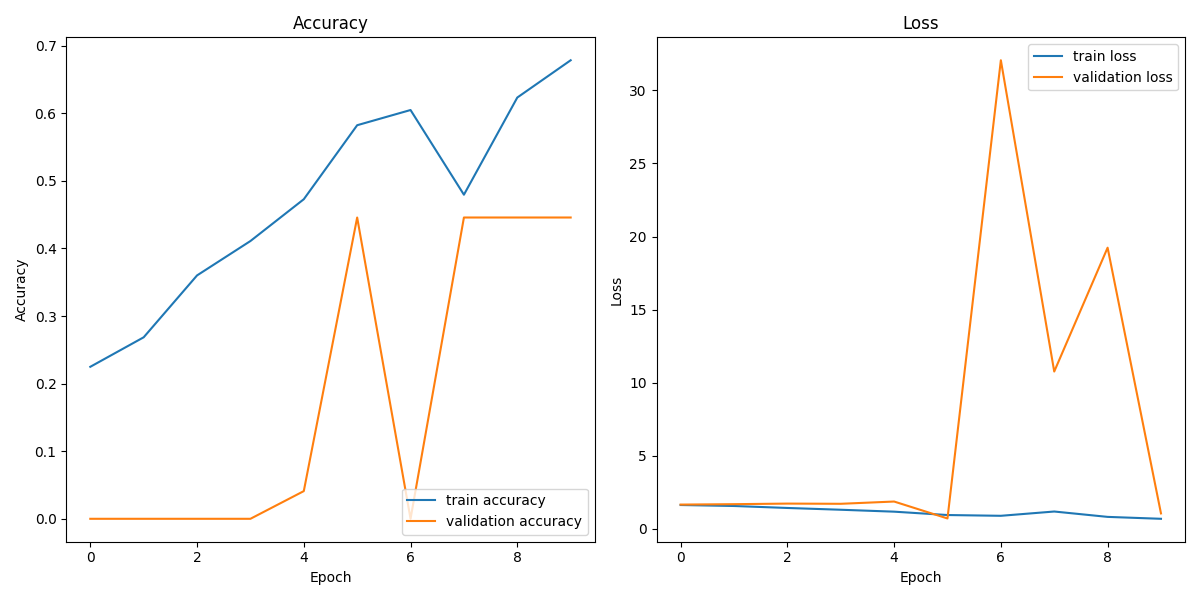 Accuracy
0.7
0.6
0.5
0.4
0.3
0.2
0.1
0.0
Accuracy
train accuracy
validation accuracy
0 2 4 6 8
Epoch
Loss
30
25
20
15
10
5
0
Loss
train loss
validation loss
0 2 4 6 8
Epoch